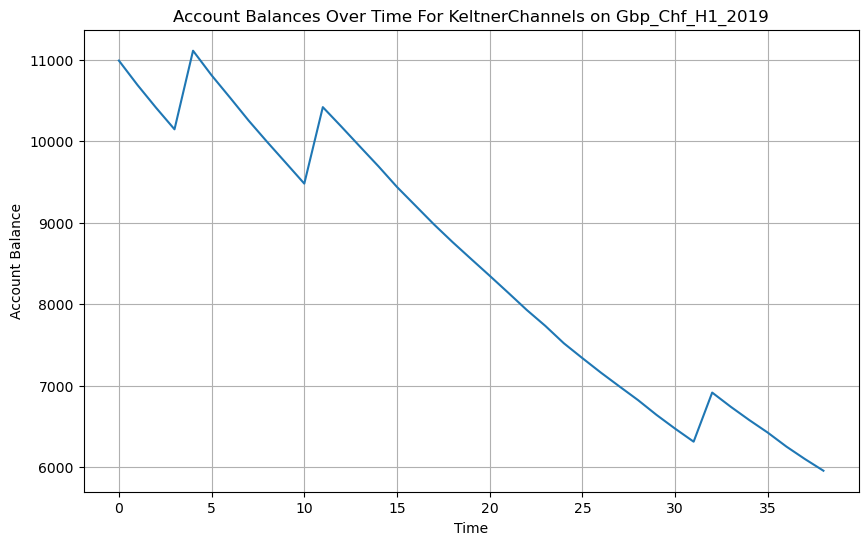 Account Balances Over Time For KeltnerChannels on Gbp_Chf_H1_2019
Account Balance
11000
10000
9000
8000
7000
6000
0 5 10 15 20 25 30 35
Time